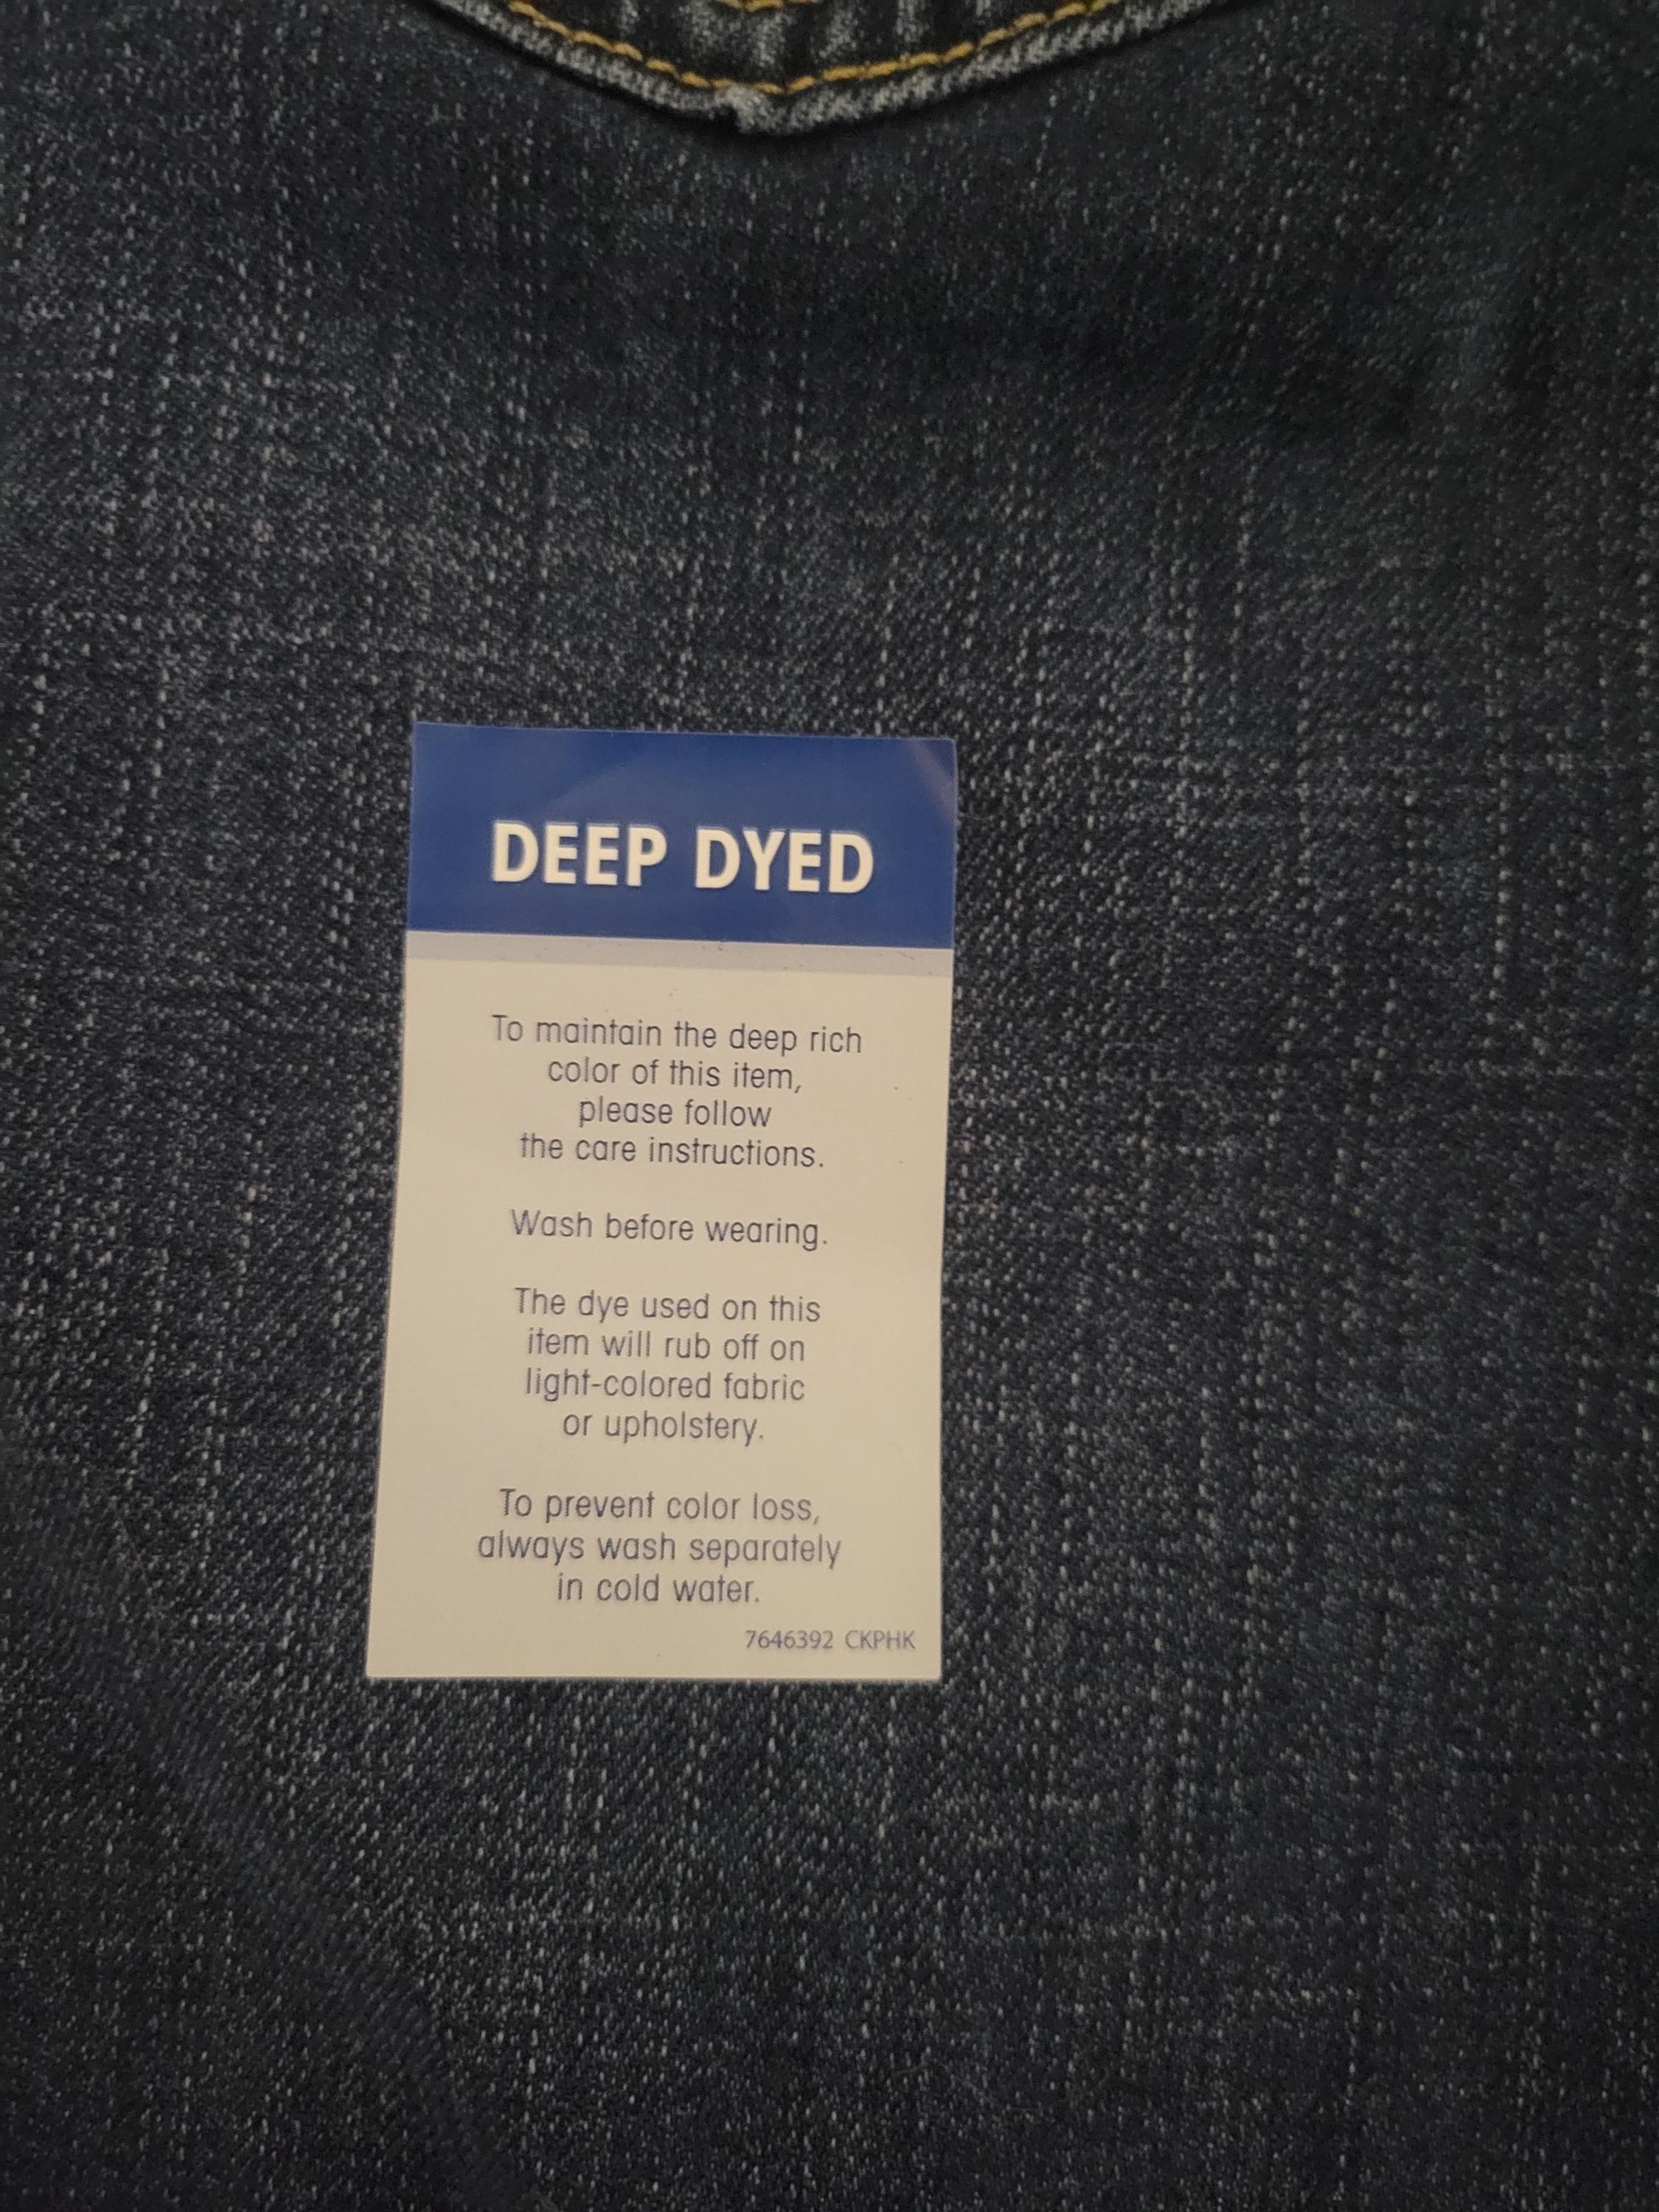 DEEP DYED
To maintain the deep rich
color of this item,
please follow
the care instructions.
Wash before wearing.
The dye used on this
item will rub off on
light-colored fabric
or upholstery.
To prevent color loss,
always wash separately
in cold water.
7646392 CKPHK